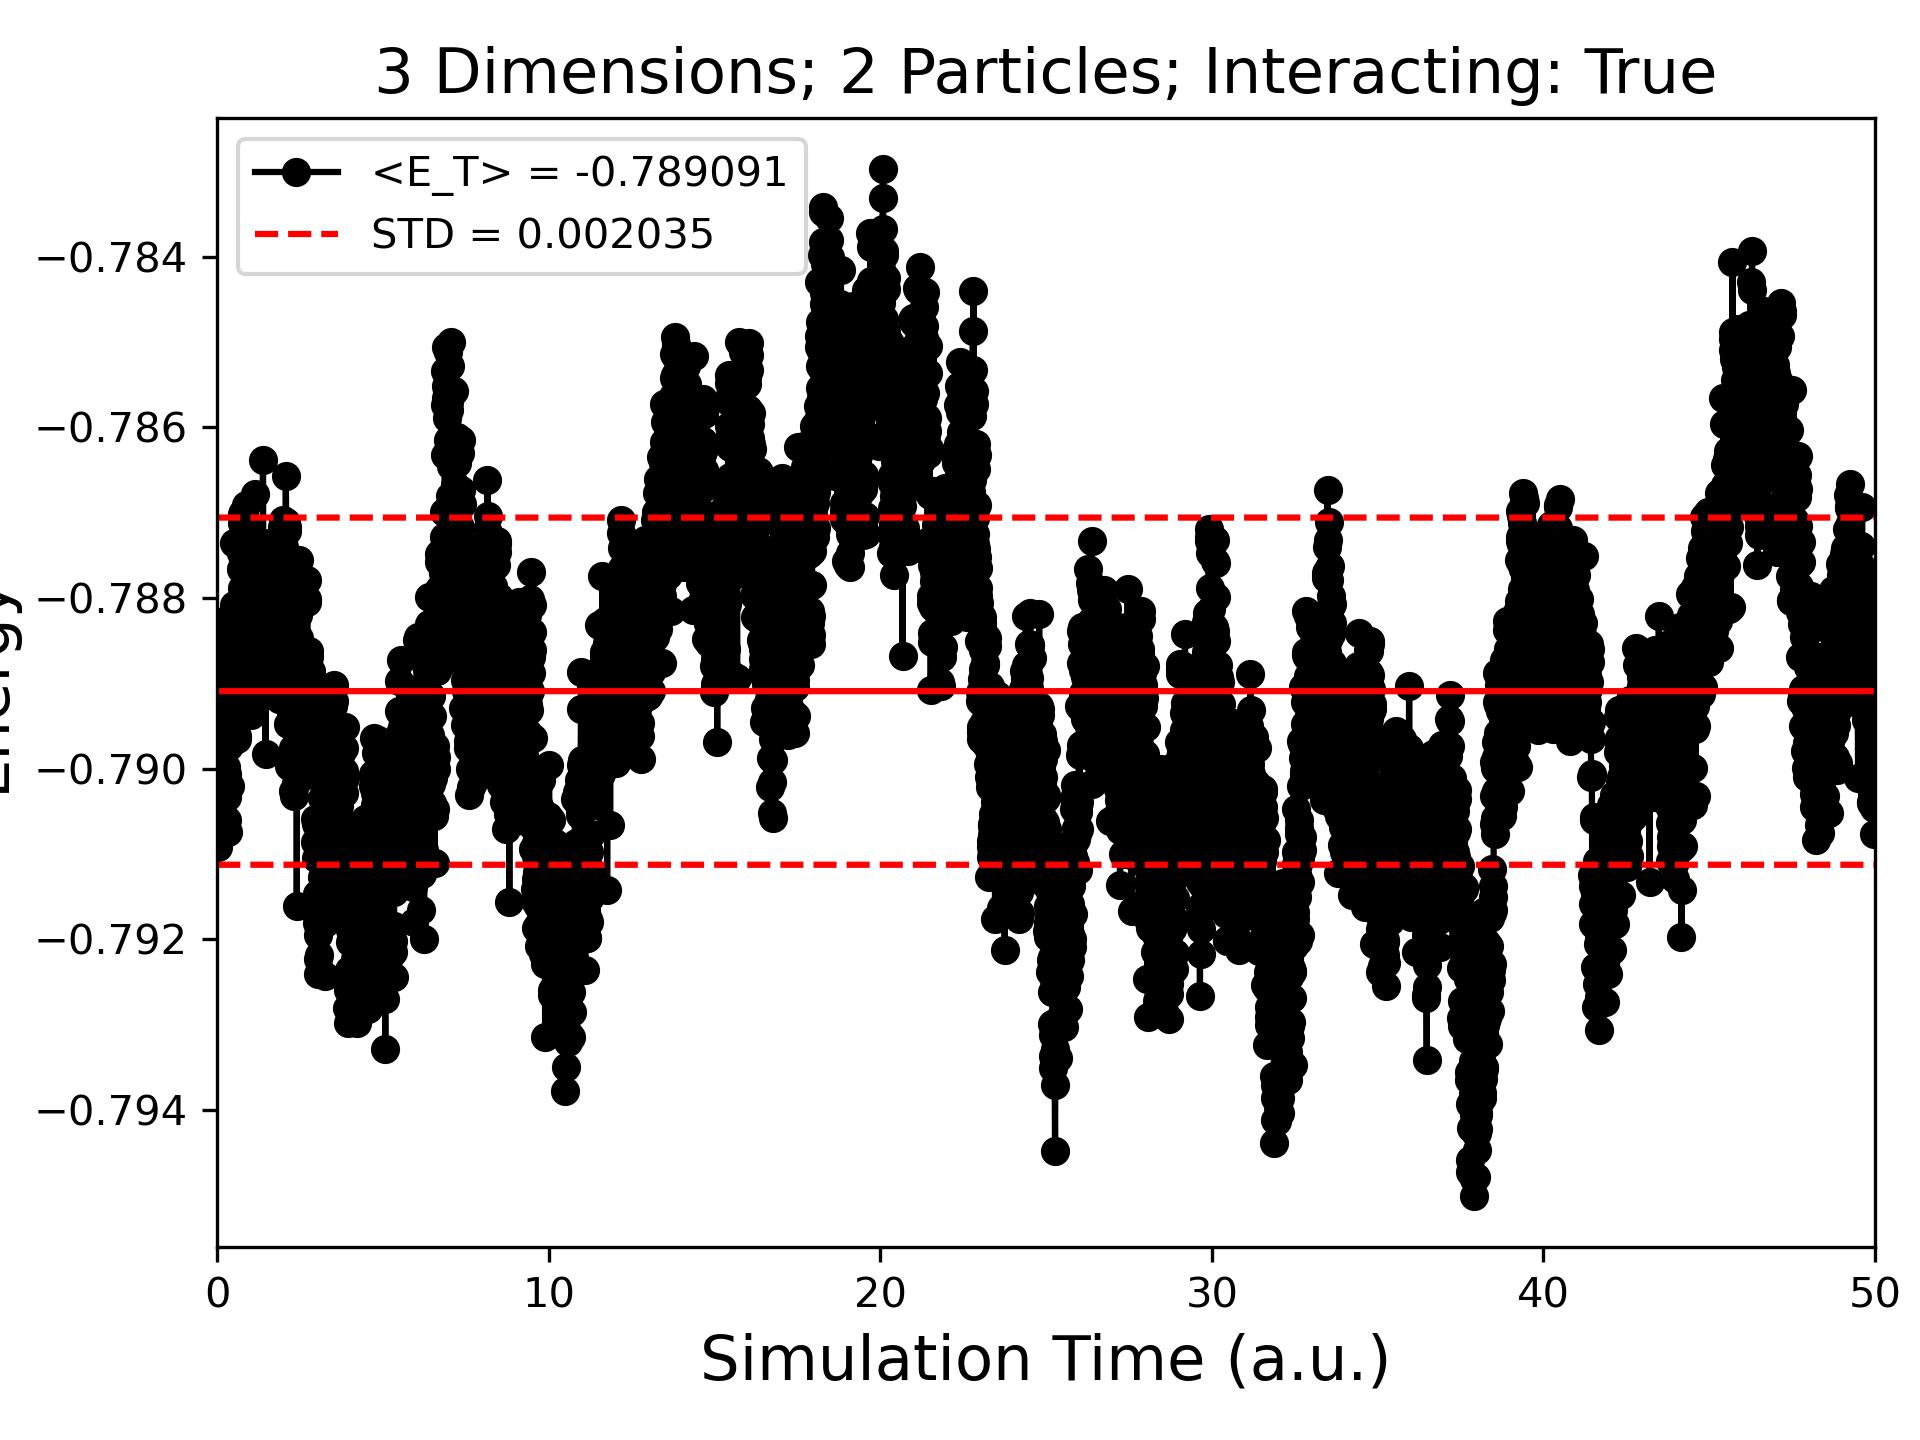 3 Dimensions; 2 Particles; Interacting: True
<E_T> = -0.789091
STD = 0.002035
−0.784
−0.786
−0.788
−0.790
−0.792
−0.794
Energy
0 10 20 30 40 50
Simulation Time (a.u.)